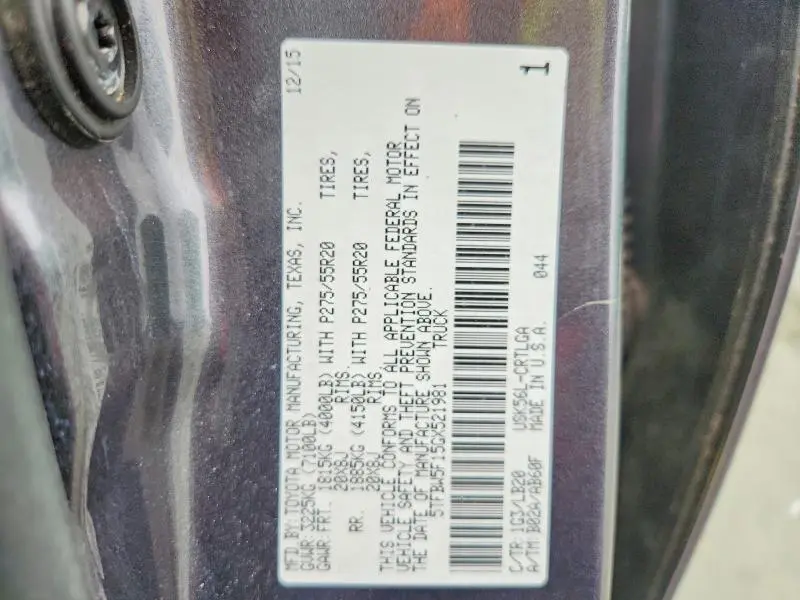 MFD BY: TOYOTA MOTOR MANUFACTURING, TEXAS, INC. 12/15
GVWR: 3225KG (7100LB)
GAWR: FRT. 1815KG (4000LB) WITH P275/55R20 TIRES,
20X8J RIMS.
RR. 1885KG (4150LB) WITH P275/55R20 TIRES,
20X8J RIMS.
THIS VEHICLE CONFORMS TO ALL APPLICABLE FEDERAL MOTOR
VEHICLE SAFETY AND THEFT PREVENTION STANDARDS IN EFFECT ON
THE DATE OF MANUFACTURE SHOWN ABOVE.
5TFBW5F15GX521981 TRUCK
C/TR: 1G3/LB20 USK56L-CRTLGA 044
A/TM: B02A/AB60F MADE IN U.S.A.
1